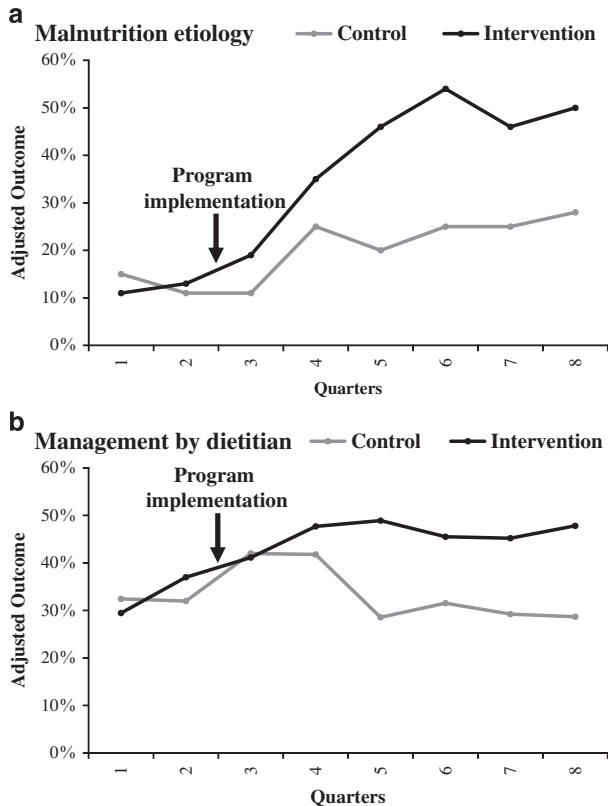 a
Malnutrition etiology Control Intervention
60%
50%
40%
30%
20%
10%
0%
Adjusted Outcome
Program
implementation
1 2 3 4 5 6 7 8
Quarters
b
Management by dietitian Control Intervention
60%
50%
40%
30%
20%
10%
0%
Adjusted Outcome
Program
implementation
1 2 3 4 5 6 7 8
Quarters